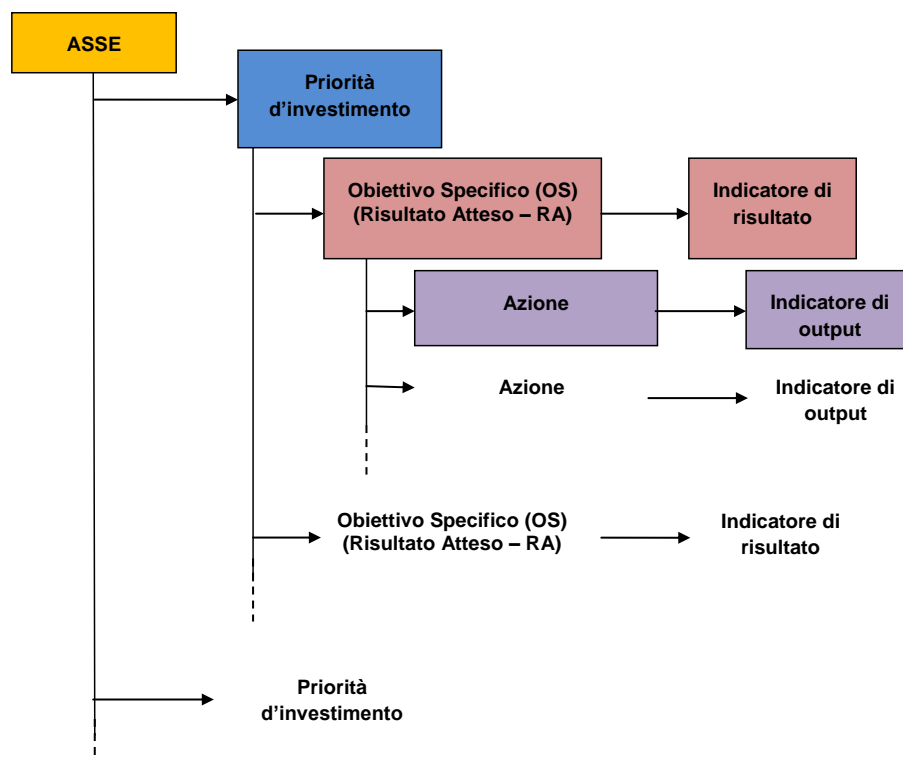 ASSE
Priorità
d’investimento
Obiettivo Specifico (OS)
(Risultato Atteso – RA)
Indicatore di
risultato
Azione
Indicatore di
output
Azione
Indicatore di
output
Obiettivo Specifico (OS)
(Risultato Atteso – RA)
Indicatore di
risultato
Priorità
d’investimento